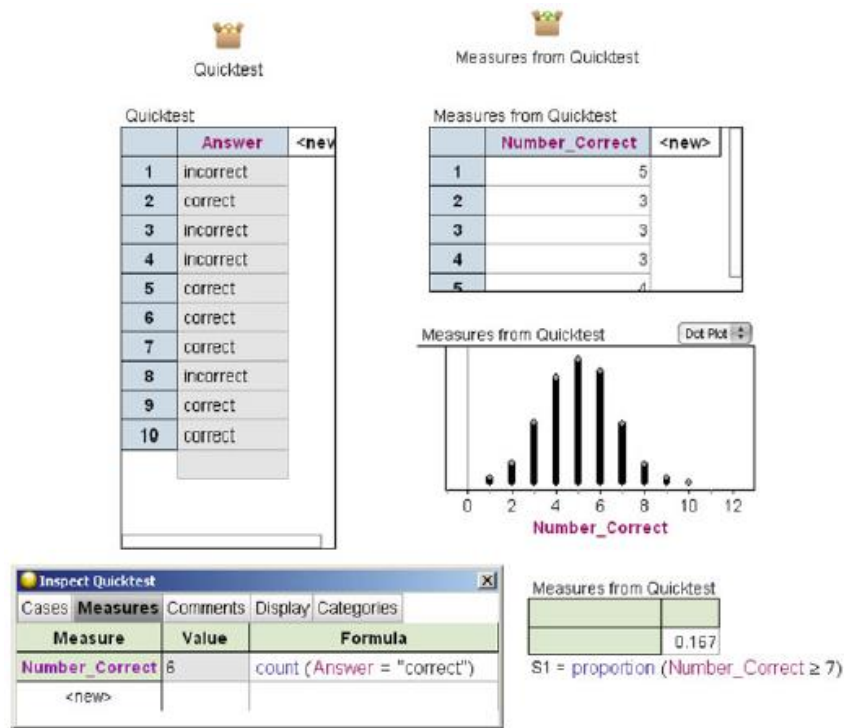 Quicktest
Measures from Quicktest
Quicktest
Answer <new
1 incorrect
2 correct
3 incorrect
4 incorrect
5 correct
6 correct
7 correct
8 incorrect
9 correct
10 correct
Measures from Quicktest
Number_Correct <new>
1 5
2 3
3 3
4 3
5 4
Measures from Quicktest Dot Plot
0 2 4 6 8 10 12
Number_Correct
Inspect Quicktest
Cases Measures Comments Display Categories
Measure Value Formula
Number_Correct 6 count (Answer = "correct")
<new>
Measures from Quicktest
0.167
S1 = proportion (Number_Correct ≥ 7)